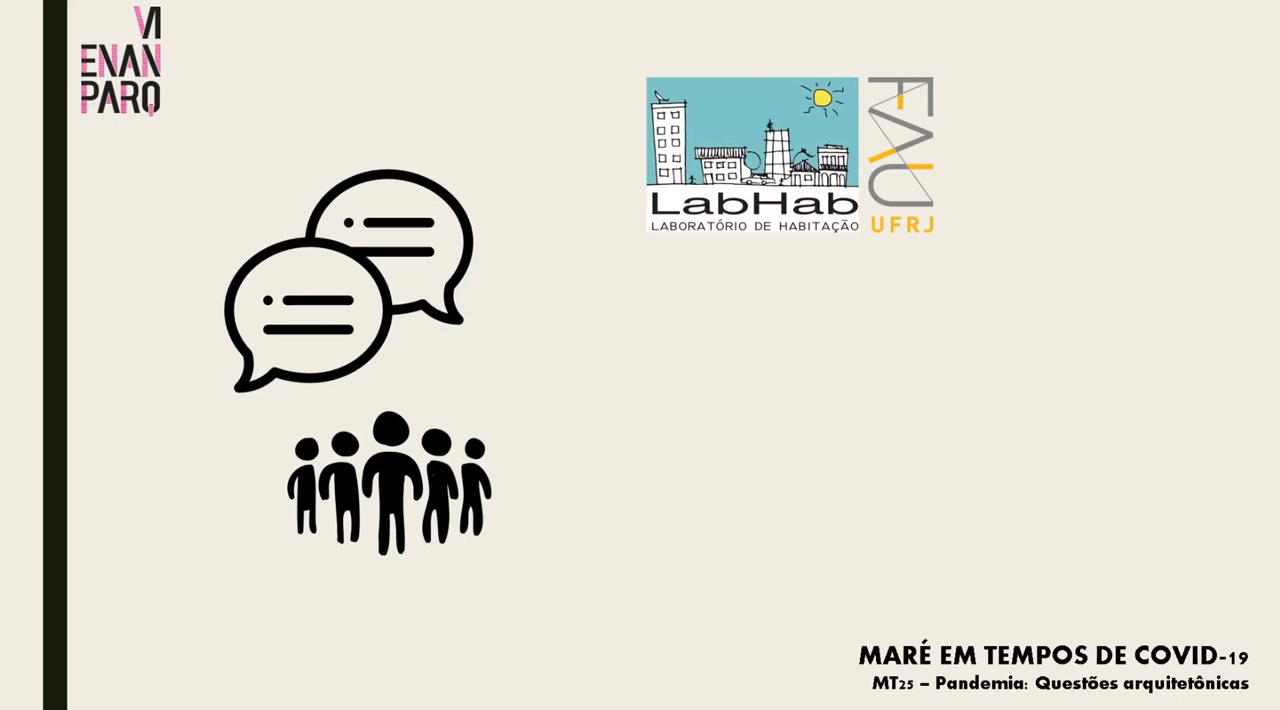 VI
ENAN
PARQ
LabHab
LABORATÓRIO DE HABITAÇÃO
FAU
UFRJ
MARÉ EM TEMPOS DE COVID-19
MT25 – Pandemia: Questões arquitetônicas